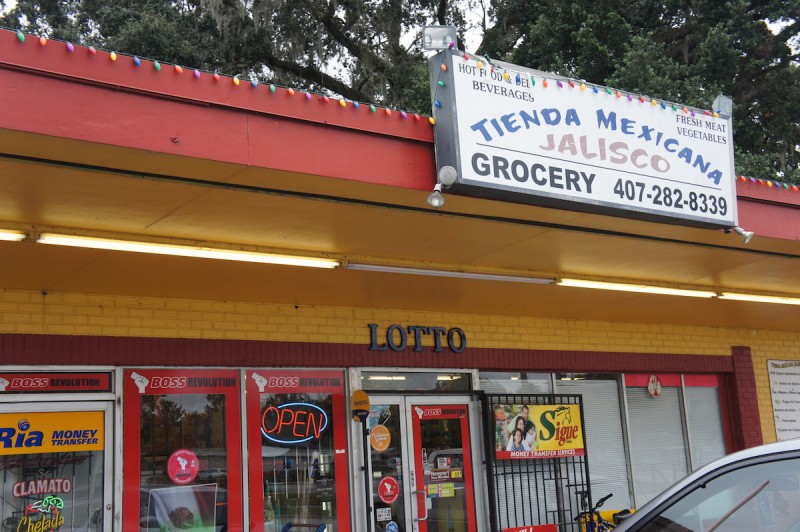 HOT FOOD & DELI
BEVERAGES
FRESH MEAT
VEGETABLES
TIENDA MEXICANA
JALISCO
GROCERY 407-282-8339
LOTTO
BOSS REVOLUTION
BOSS REVOLUTION
BOSS REVOLUTION
BOSS REVOLUTION
Ria MONEY
TRANSFER
OPEN
Sigue
MONEY TRANSFER SERVICES
CLAMATO
Chelada